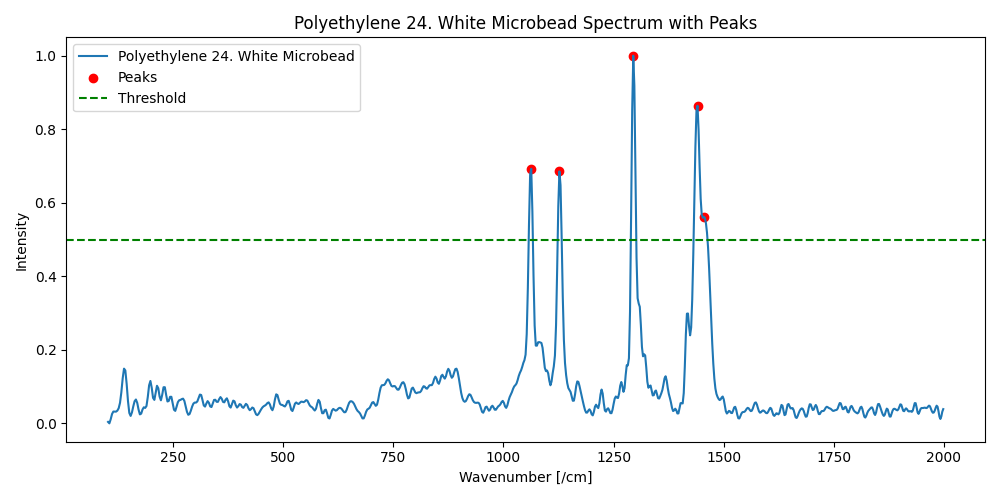 Polyethylene 24. White Microbead Spectrum with Peaks
Polyethylene 24. White Microbead
Peaks
Threshold
1.0
0.8
0.6
0.4
0.2
0.0
Intensity
250 500 750 1000 1250 1500 1750 2000
Wavenumber [/cm]